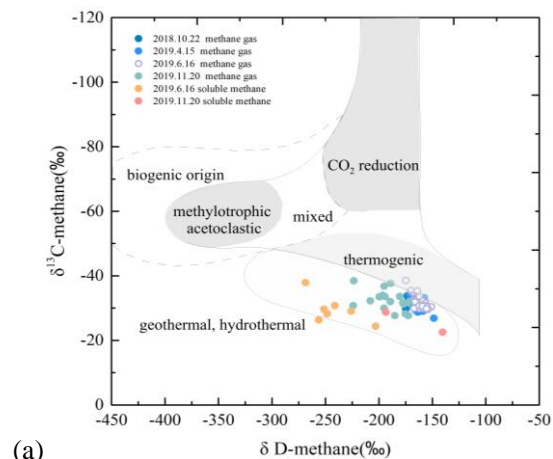 -120
-100
-80
-60
-40
-20
0
δ¹³C-methane(‰)
2018.10.22 methane gas
2019.4.15 methane gas
2019.6.16 methane gas
2019.11.20 methane gas
2019.6.16 soluble methane
2019.11.20 soluble methane
biogenic origin
CO₂ reduction
methylotrophic
acetoclastic
mixed
thermogenic
geothermal, hydrothermal
-450 -400 -350 -300 -250 -200 -150 -100 -50
(a)
δ D-methane(‰)